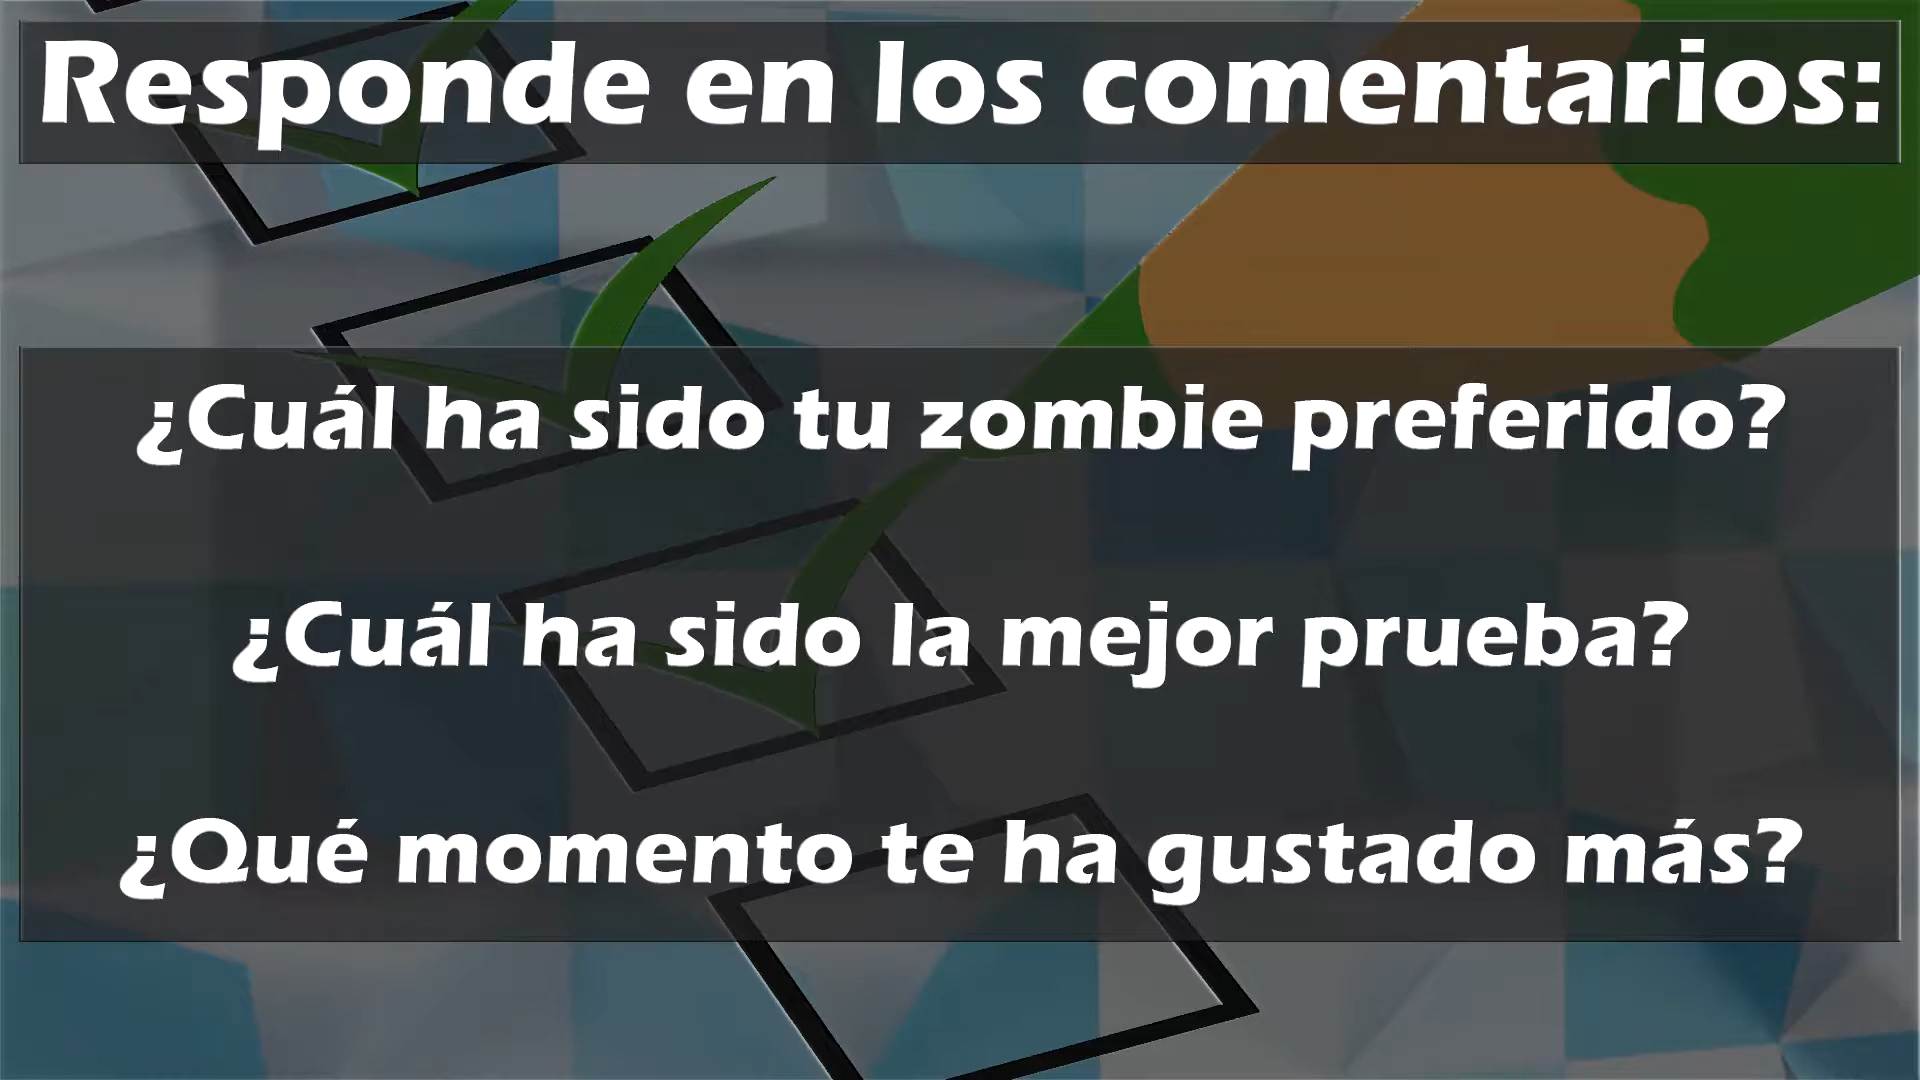 Responde en los comentarios:
¿Cuál ha sido tu zombie preferido?
¿Cuál ha sido la mejor prueba?
¿Qué momento te ha gustado más?